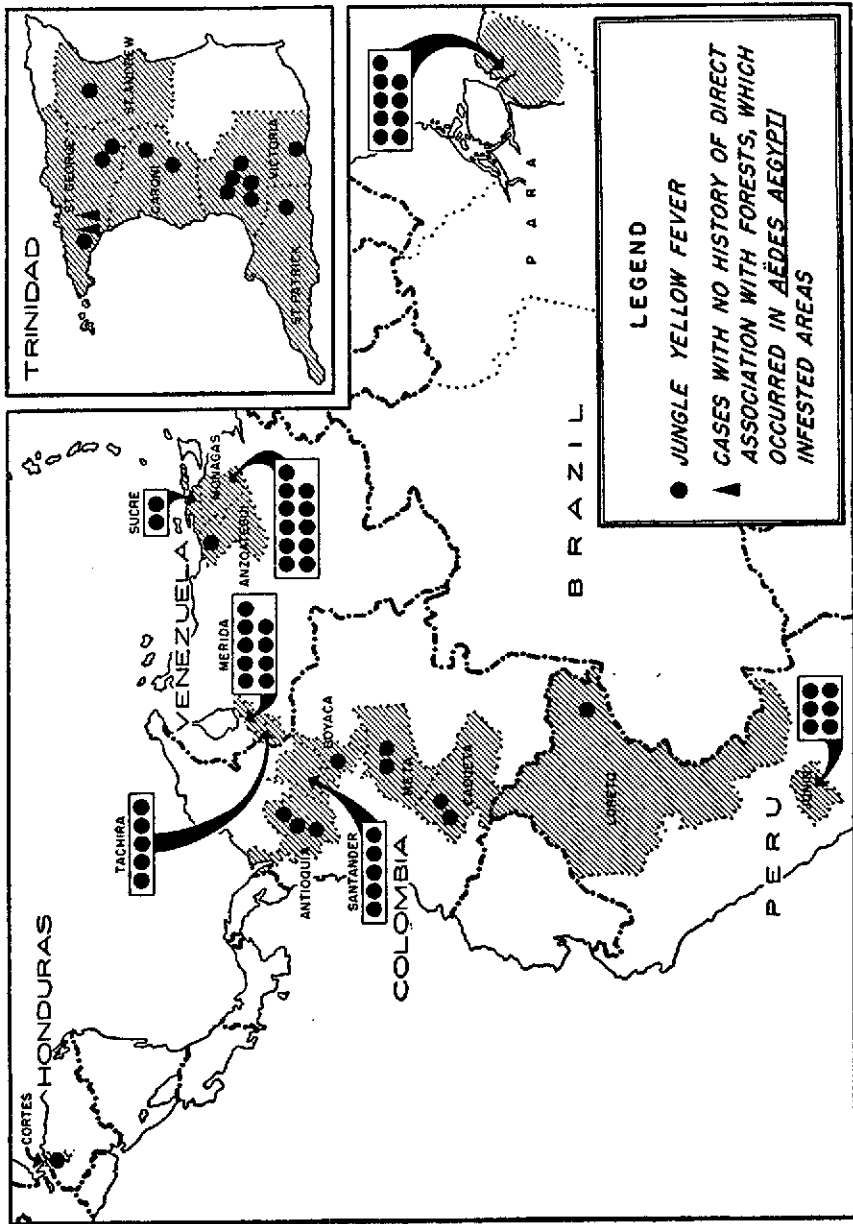 TRINIDAD
ST. GEORGE
ST. ANDREW
CARONI
VICTORIA
ST. PATRICK
HONDURAS
CORTES
VENEZUELA
SUCRE
MONAGAS
ANZOATEGUI
MERIDA
TACHIRA
COLOMBIA
ANTIOQUIA
SANTANDER
BOYACA
META
CAQUETA
PERU
LORETO
JUNIN
BRAZIL
PARA
LEGEND
JUNGLE YELLOW FEVER
CASES WITH NO HISTORY OF DIRECT
ASSOCIATION WITH FORESTS, WHICH
OCCURRED IN AËDES AEGYPTI
INFESTED AREAS